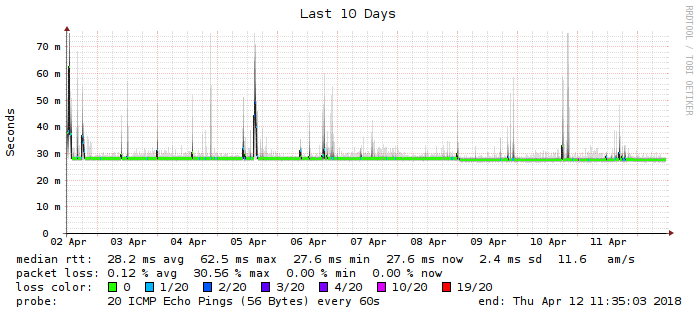 Last 10 Days
RRDTOOL / TOBI OETIKER
Seconds
70 m
60 m
50 m
40 m
30 m
20 m
10 m
0
02 Apr 03 Apr 04 Apr 05 Apr 06 Apr 07 Apr 08 Apr 09 Apr 10 Apr 11 Apr
median rtt: 28.2 ms avg 62.5 ms max 27.6 ms min 27.6 ms now 2.4 ms sd 11.6 am/s
packet loss: 0.12 % avg 30.56 % max 0.00 % min 0.00 % now
loss color: 0 1/20 2/20 3/20 4/20 10/20 19/20
probe: 20 ICMP Echo Pings (56 Bytes) every 60s end: Thu Apr 12 11:35:03 2018